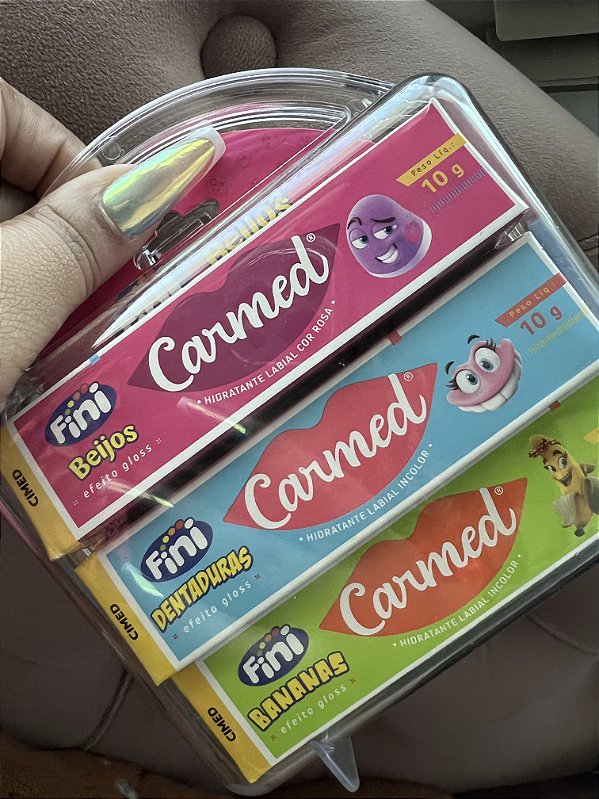 Beijos
Peso Líq.:
10 g
Carmed®
• HIDRATANTE LABIAL COR ROSA •
Fini
Beijos
efeito gloss
CIMED
Peso Líq.:
10 g
Carmed®
• HIDRATANTE LABIAL INCOLOR •
Fini
DENTADURAS
efeito gloss
CIMED
Carmed®
• HIDRATANTE LABIAL INCOLOR •
Fini
BANANAS
efeito gloss
CIMED